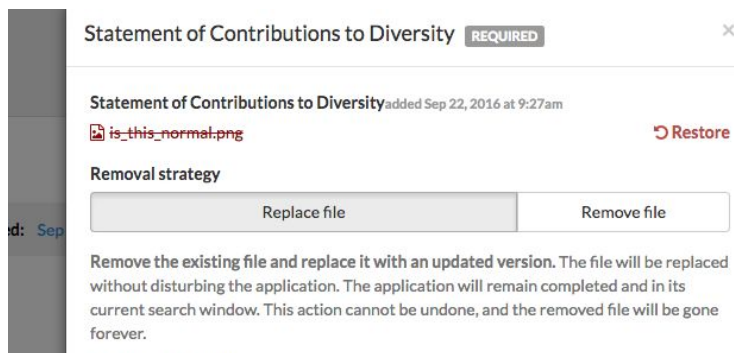 Statement of Contributions to Diversity REQUIRED ×
Statement of Contributions to Diversity added Sep 22, 2016 at 9:27am
is_this_normal.png Restore
Removal strategy
Replace file Remove file
ed: Sep
Remove the existing file and replace it with an updated version. The file will be replaced
without disturbing the application. The application will remain completed and in its
current search window. This action cannot be undone, and the removed file will be gone
forever.